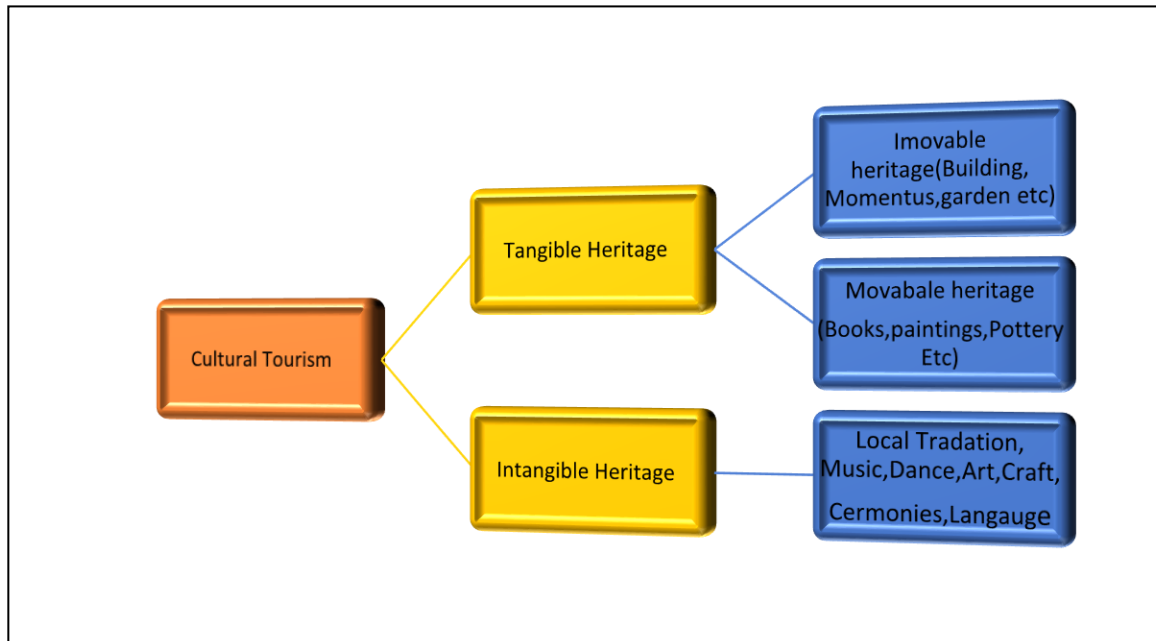 Cultural Tourism
Tangible Heritage
Intangible Heritage
Imovable
heritage(Building,
Momentus,garden etc)
Movabale heritage
(Books,paintings,Pottery
Etc)
Local Tradation,
Music,Dance,Art,Craft,
Cermonies,Langauge